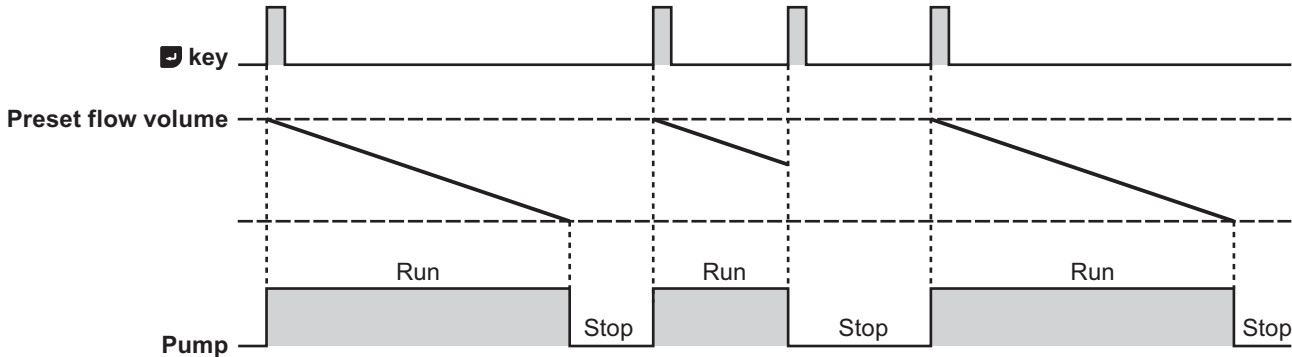 key
Preset flow volume
Run Run Run
Stop Stop Stop
Pump